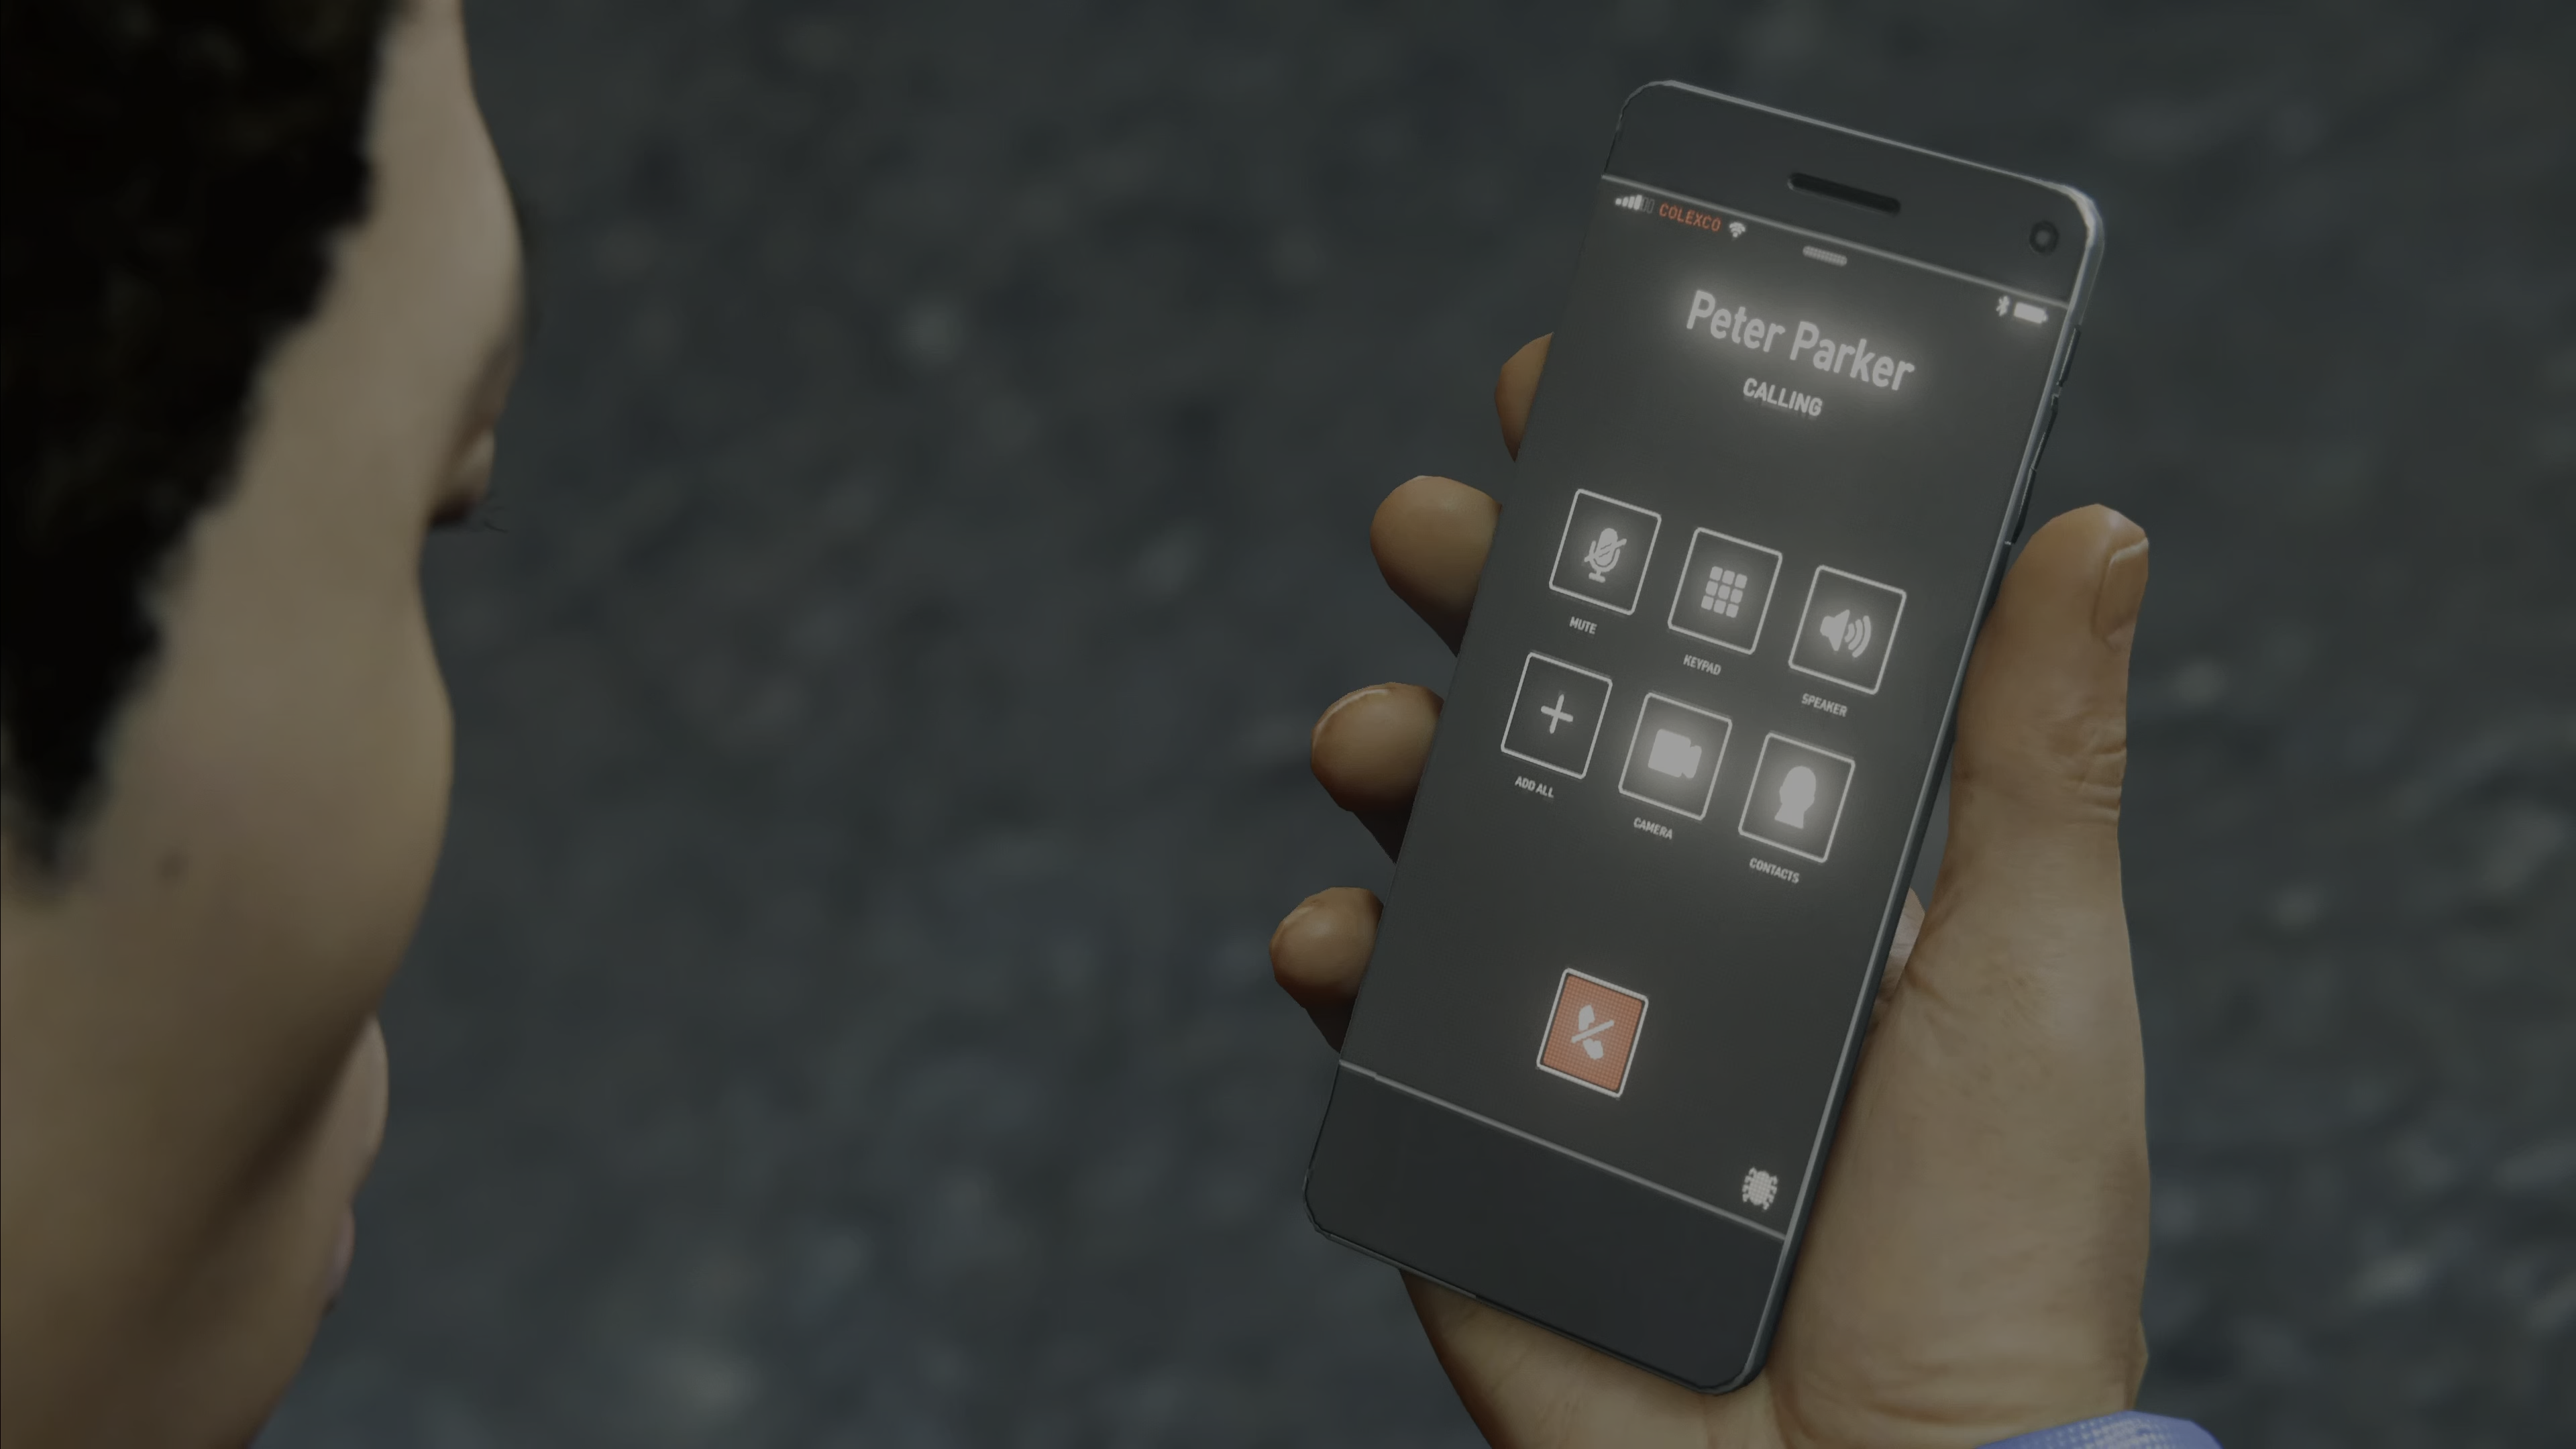 COLEXCO
Peter Parker
CALLING
MUTE
KEYPAD
SPEAKER
ADD ALL
CAMERA
CONTACTS